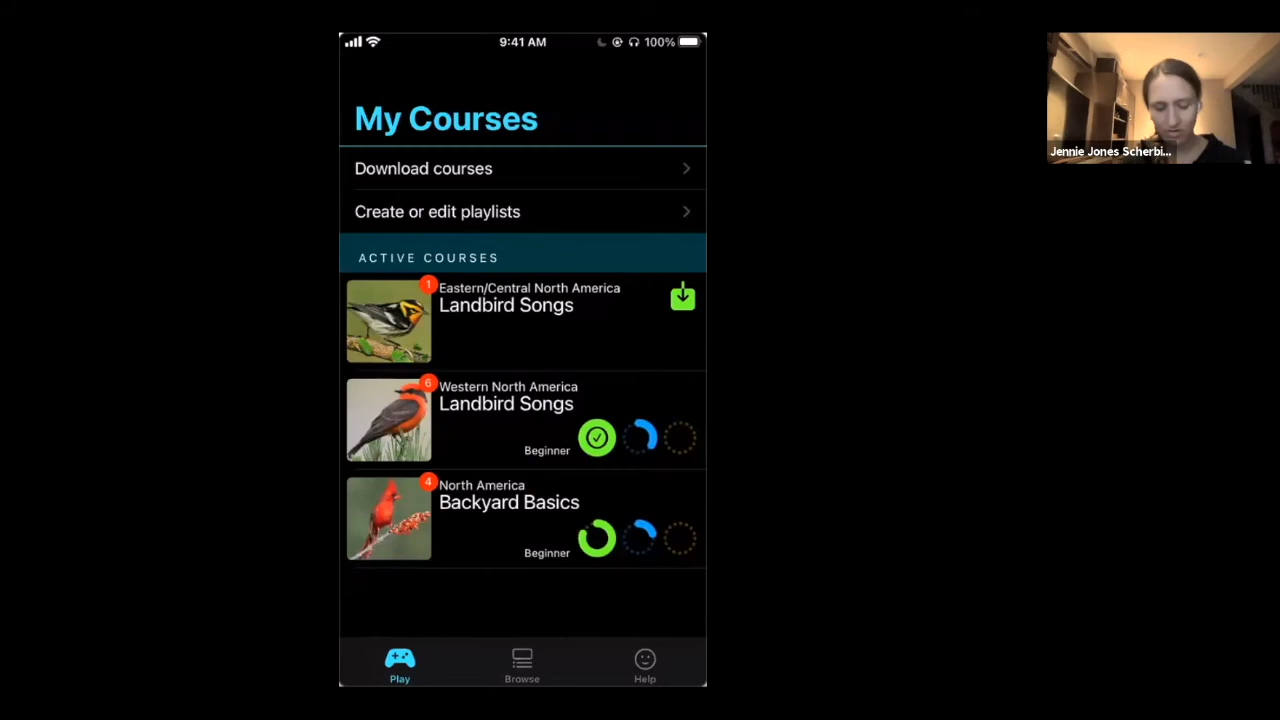 9:41 AM
100%
My Courses
Download courses
Create or edit playlists
ACTIVE COURSES
1
Eastern/Central North America
Landbird Songs
6
Western North America
Landbird Songs
Beginner
4
North America
Backyard Basics
Beginner
Play
Browse
Help
Jennie Jones Scherbi...